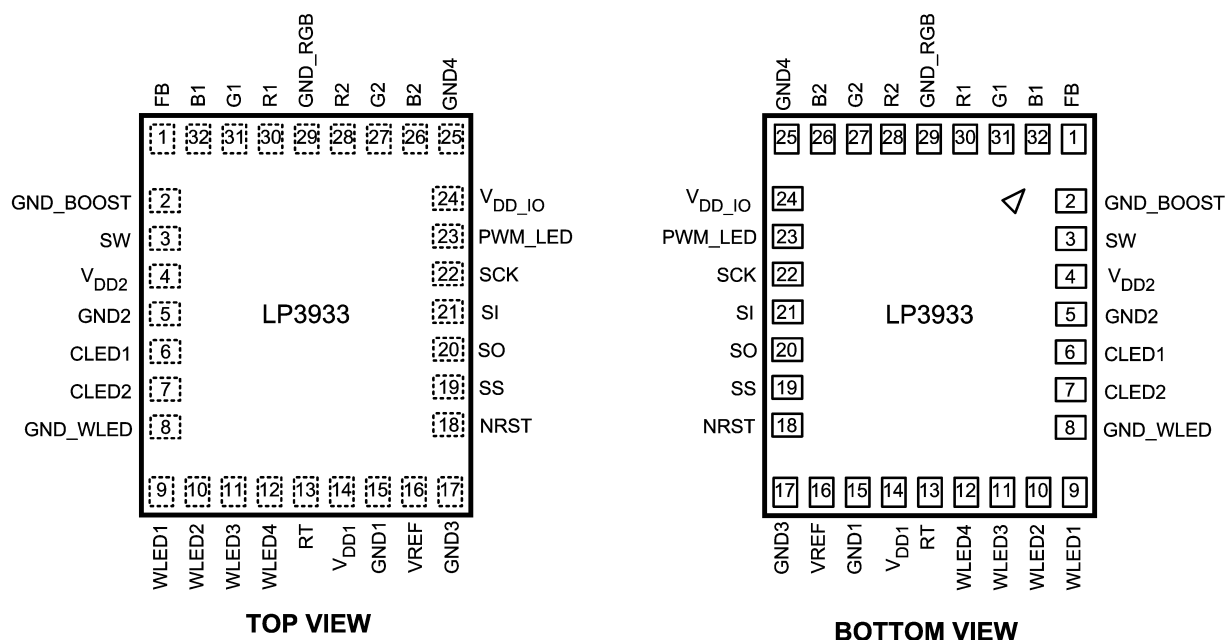 FB B1 G1 R1 GND_RGB R2 G2 B2 GND4
1 32 31 30 29 28 27 26 25
GND_BOOST 2 24 VDD_IO
SW 3 23 PWM_LED
VDD2 4 22 SCK
GND2 5 LP3933 21 SI
CLED1 6 20 SO
CLED2 7 19 SS
GND_WLED 8 18 NRST
9 10 11 12 13 14 15 16 17
WLED1 WLED2 WLED3 WLED4 RT VDD1 GND1 VREF GND3
TOP VIEW
GND4 B2 G2 R2 GND_RGB R1 G1 B1 FB
25 26 27 28 29 30 31 32 1
VDD_IO 24 2 GND_BOOST
PWM_LED 23 3 SW
SCK 22 4 VDD2
SI 21 LP3933 5 GND2
SO 20 6 CLED1
SS 19 7 CLED2
NRST 18 8 GND_WLED
17 16 15 14 13 12 11 10 9
GND3 VREF GND1 VDD1 RT WLED4 WLED3 WLED2 WLED1
BOTTOM VIEW